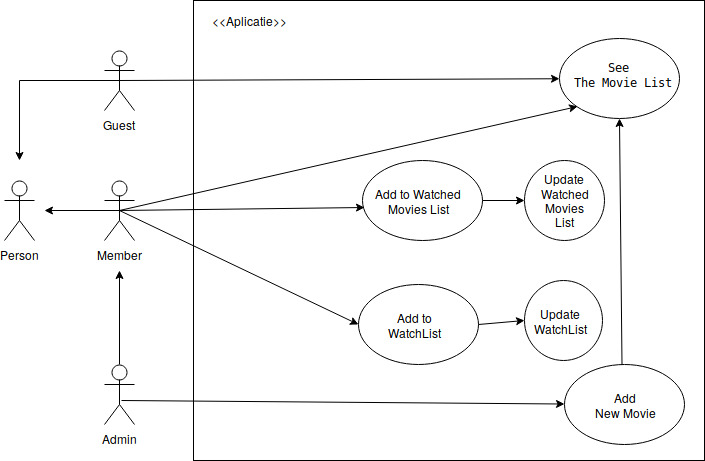 <<Aplicatie>>
See
The Movie List
Guest
Add to Watched
Movies List
Update
Watched
Movies
List
Person
Member
Add to
WatchList
Update
WatchList
Add
New Movie
Admin